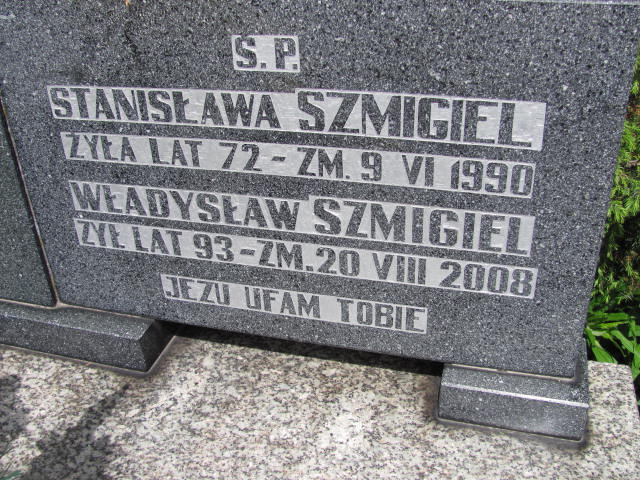 Ś.P.
STANISŁAWA SZMIGIEL
ŻYŁA LAT 72 - ZM. 9 VI 1990
WŁADYSŁAW SZMIGIEL
ŻYŁ LAT 93 - ZM. 20 VIII 2008
JEZU UFAM TOBIE